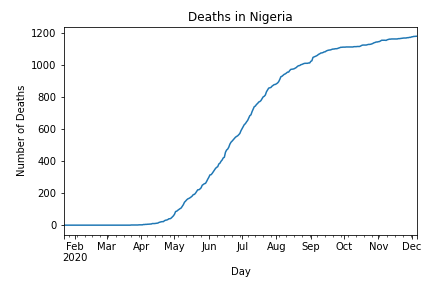 Deaths in Nigeria
1200
1000
800
600
400
200
0
Number of Deaths
Feb Mar Apr May Jun Jul Aug Sep Oct Nov Dec
2020
Day